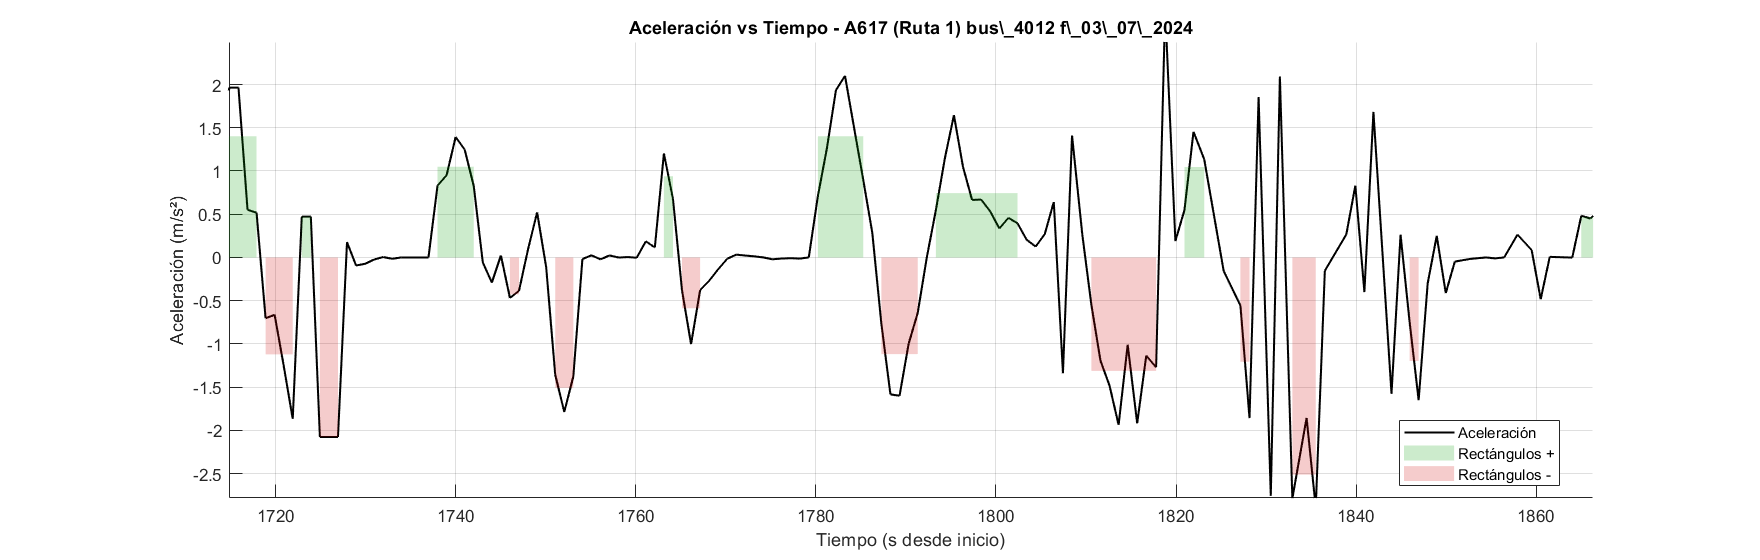 Aceleración vs Tiempo - A617 (Ruta 1) bus\_4012 f\_03\_07\_2024
Aceleración (m/s²)
2
1.5
1
0.5
0
-0.5
-1
-1.5
-2
-2.5
Aceleración
Rectángulos +
Rectángulos -
1720 1740 1760 1780 1800 1820 1840 1860
Tiempo (s desde inicio)